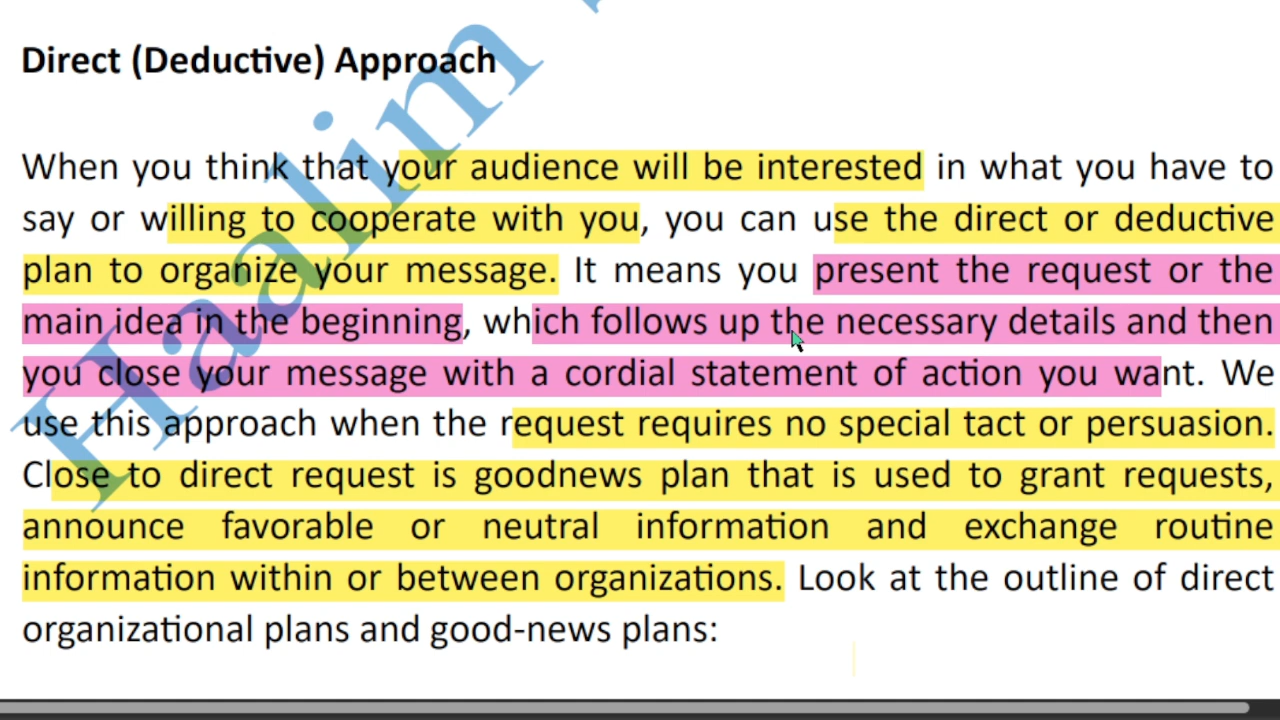 Direct (Deductive) Approach
When you think that your audience will be interested in what you have to
say or willing to cooperate with you, you can use the direct or deductive
plan to organize your message. It means you present the request or the
main idea in the beginning, which follows up the necessary details and then
you close your message with a cordial statement of action you want. We
use this approach when the request requires no special tact or persuasion.
Close to direct request is goodnews plan that is used to grant requests,
announce favorable or neutral information and exchange routine
information within or between organizations. Look at the outline of direct
organizational plans and good-news plans:
Haalim